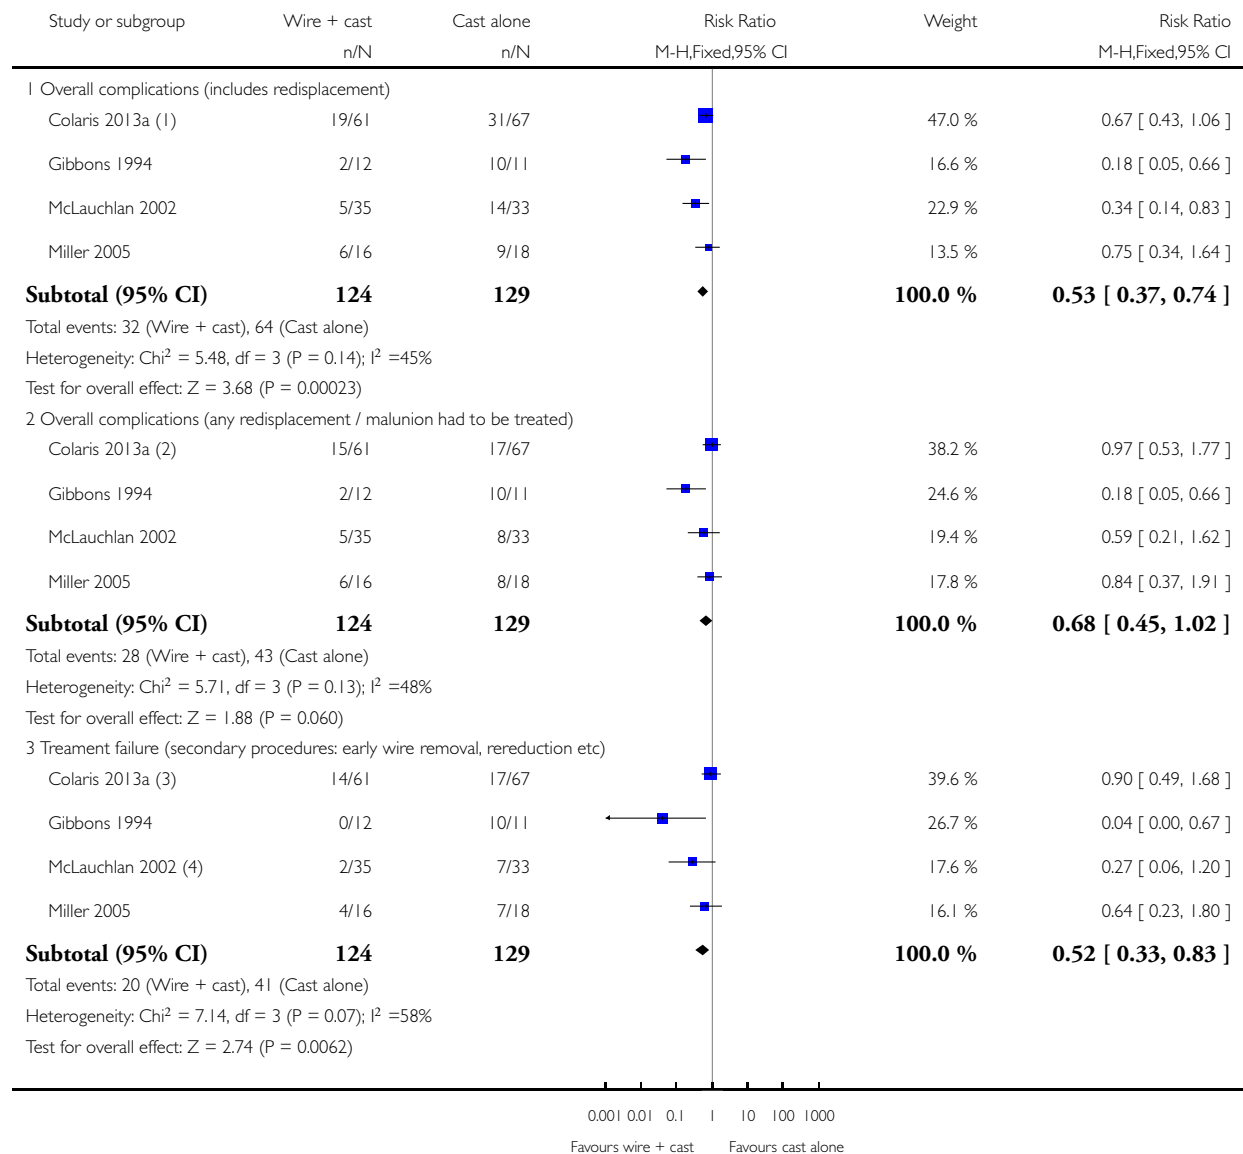 Study or subgroup Wire + cast Cast alone Risk Ratio Weight Risk Ratio
n/N n/N M-H,Fixed,95% CI M-H,Fixed,95% CI
1 Overall complications (includes redisplacement)
Colaris 2013a (1) 19/61 31/67 47.0 % 0.67 [ 0.43, 1.06 ]
Gibbons 1994 2/12 10/11 16.6 % 0.18 [ 0.05, 0.66 ]
McLauchlan 2002 5/35 14/33 22.9 % 0.34 [ 0.14, 0.83 ]
Miller 2005 6/16 9/18 13.5 % 0.75 [ 0.34, 1.64 ]
Subtotal (95% CI) 124 129 100.0 % 0.53 [ 0.37, 0.74 ]
Total events: 32 (Wire + cast), 64 (Cast alone)
Heterogeneity: Chi² = 5.48, df = 3 (P = 0.14); I² =45%
Test for overall effect: Z = 3.68 (P = 0.00023)
2 Overall complications (any redisplacement / malunion had to be treated)
Colaris 2013a (2) 15/61 17/67 38.2 % 0.97 [ 0.53, 1.77 ]
Gibbons 1994 2/12 10/11 24.6 % 0.18 [ 0.05, 0.66 ]
McLauchlan 2002 5/35 8/33 19.4 % 0.59 [ 0.21, 1.62 ]
Miller 2005 6/16 8/18 17.8 % 0.84 [ 0.37, 1.91 ]
Subtotal (95% CI) 124 129 100.0 % 0.68 [ 0.45, 1.02 ]
Total events: 28 (Wire + cast), 43 (Cast alone)
Heterogeneity: Chi² = 5.71, df = 3 (P = 0.13); I² =48%
Test for overall effect: Z = 1.88 (P = 0.060)
3 Treament failure (secondary procedures: early wire removal, rereduction etc)
Colaris 2013a (3) 14/61 17/67 39.6 % 0.90 [ 0.49, 1.68 ]
Gibbons 1994 0/12 10/11 26.7 % 0.04 [ 0.00, 0.67 ]
McLauchlan 2002 (4) 2/35 7/33 17.6 % 0.27 [ 0.06, 1.20 ]
Miller 2005 4/16 7/18 16.1 % 0.64 [ 0.23, 1.80 ]
Subtotal (95% CI) 124 129 100.0 % 0.52 [ 0.33, 0.83 ]
Total events: 20 (Wire + cast), 41 (Cast alone)
Heterogeneity: Chi² = 7.14, df = 3 (P = 0.07); I² =58%
Test for overall effect: Z = 2.74 (P = 0.0062)
0.001 0.01 0.1 1 10 100 1000
Favours wire + cast Favours cast alone